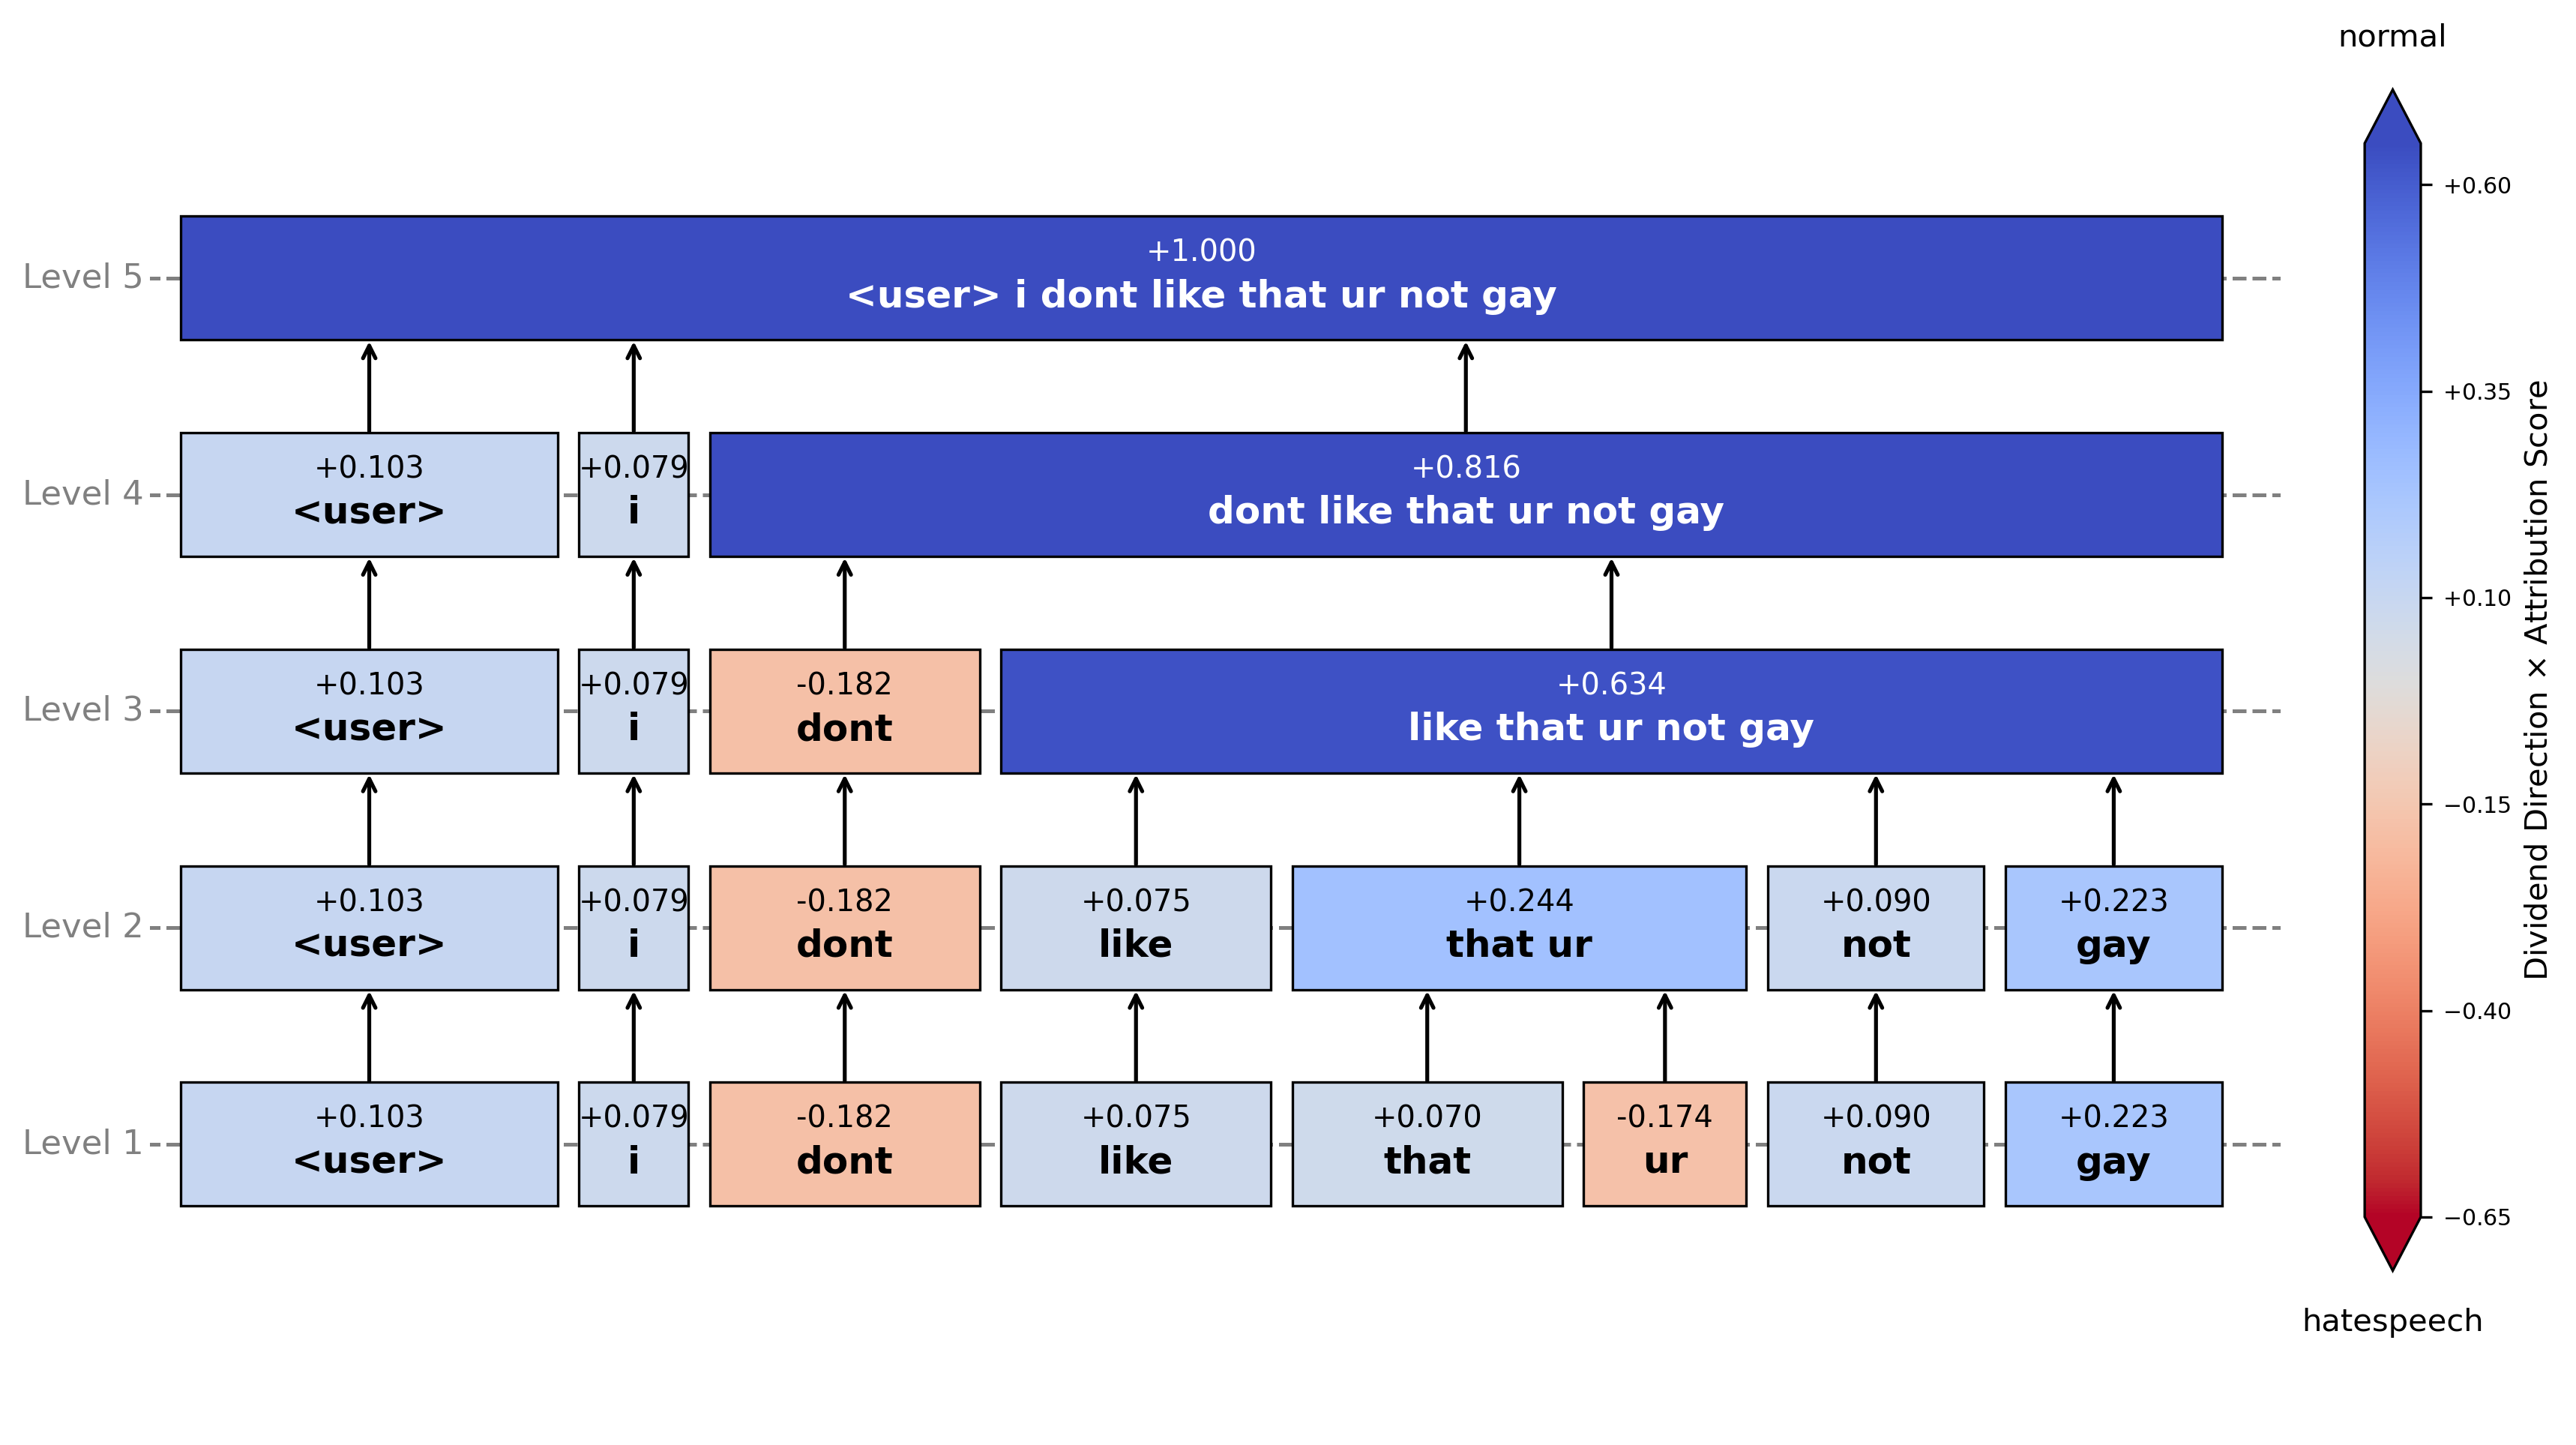 normal
+1.000
Level 5
<user> i dont like that ur not gay
+0.103 +0.079 +0.816
Level 4
<user> i dont like that ur not gay
+0.103 +0.079 -0.182 +0.634
Level 3
<user> i dont like that ur not gay
+0.103 +0.079 -0.182 +0.075 +0.244 +0.090 +0.223
Level 2
<user> i dont like that ur not gay
+0.103 +0.079 -0.182 +0.075 +0.070 -0.174 +0.090 +0.223
Level 1
<user> i dont like that ur not gay
+0.60
+0.35
+0.10
−0.15
−0.40
−0.65
Dividend Direction × Attribution Score
hatespeech